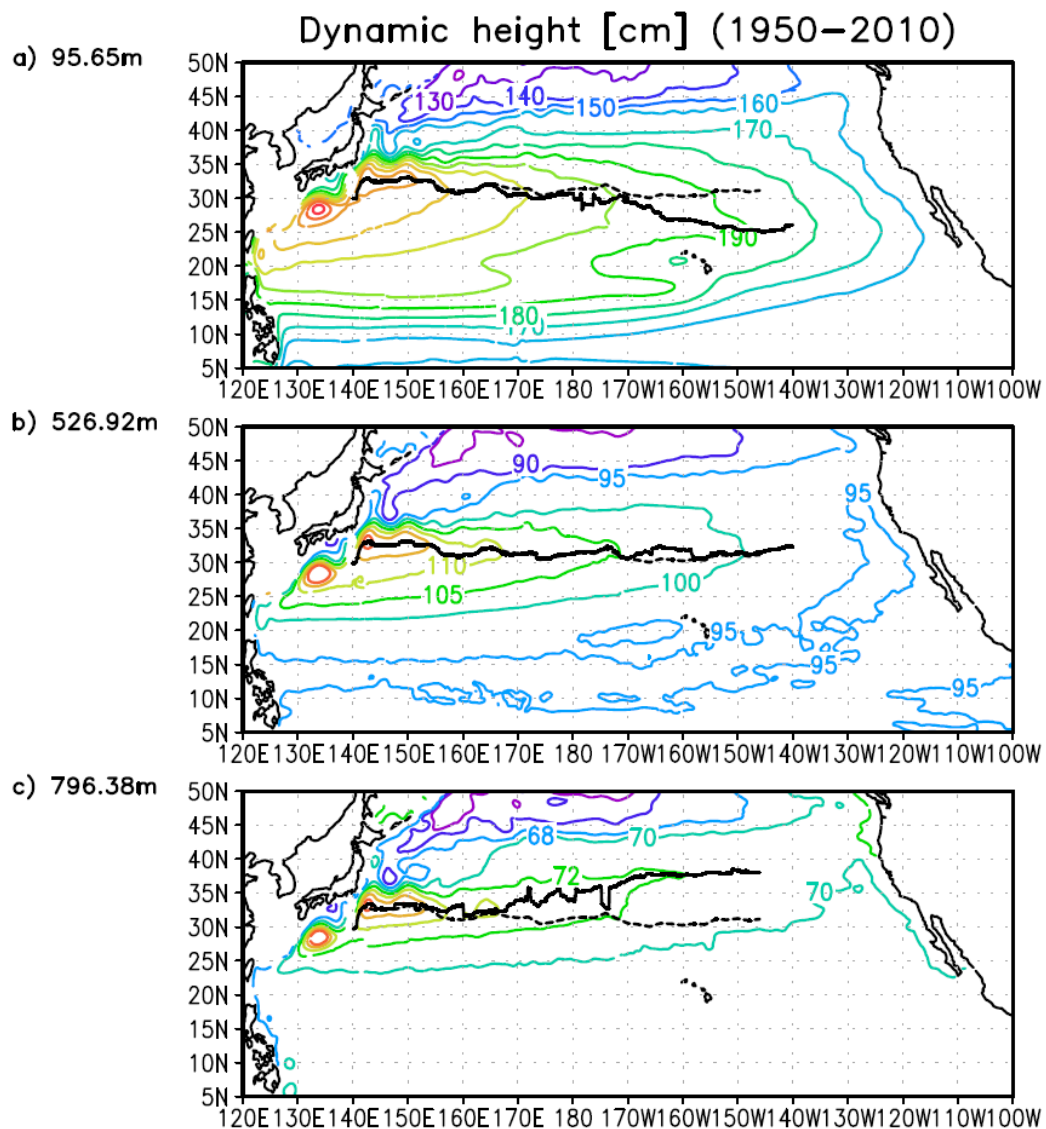 Dynamic height [cm] (1950−2010)
a) 95.65m
50N
45N
40N
35N
30N
25N
20N
15N
10N
5N
130
140
150
160
170
190
180
120E 130E 140E 150E 160E 170E 180 170W 160W 150W 140W 130W 120W 110W 100W
b) 526.92m
50N
45N
40N
35N
30N
25N
20N
15N
10N
5N
90
95
95
110
105
100
95
95
95
120E 130E 140E 150E 160E 170E 180 170W 160W 150W 140W 130W 120W 110W 100W
c) 796.38m
50N
45N
40N
35N
30N
25N
20N
15N
10N
5N
68
70
72
70
120E 130E 140E 150E 160E 170E 180 170W 160W 150W 140W 130W 120W 110W 100W